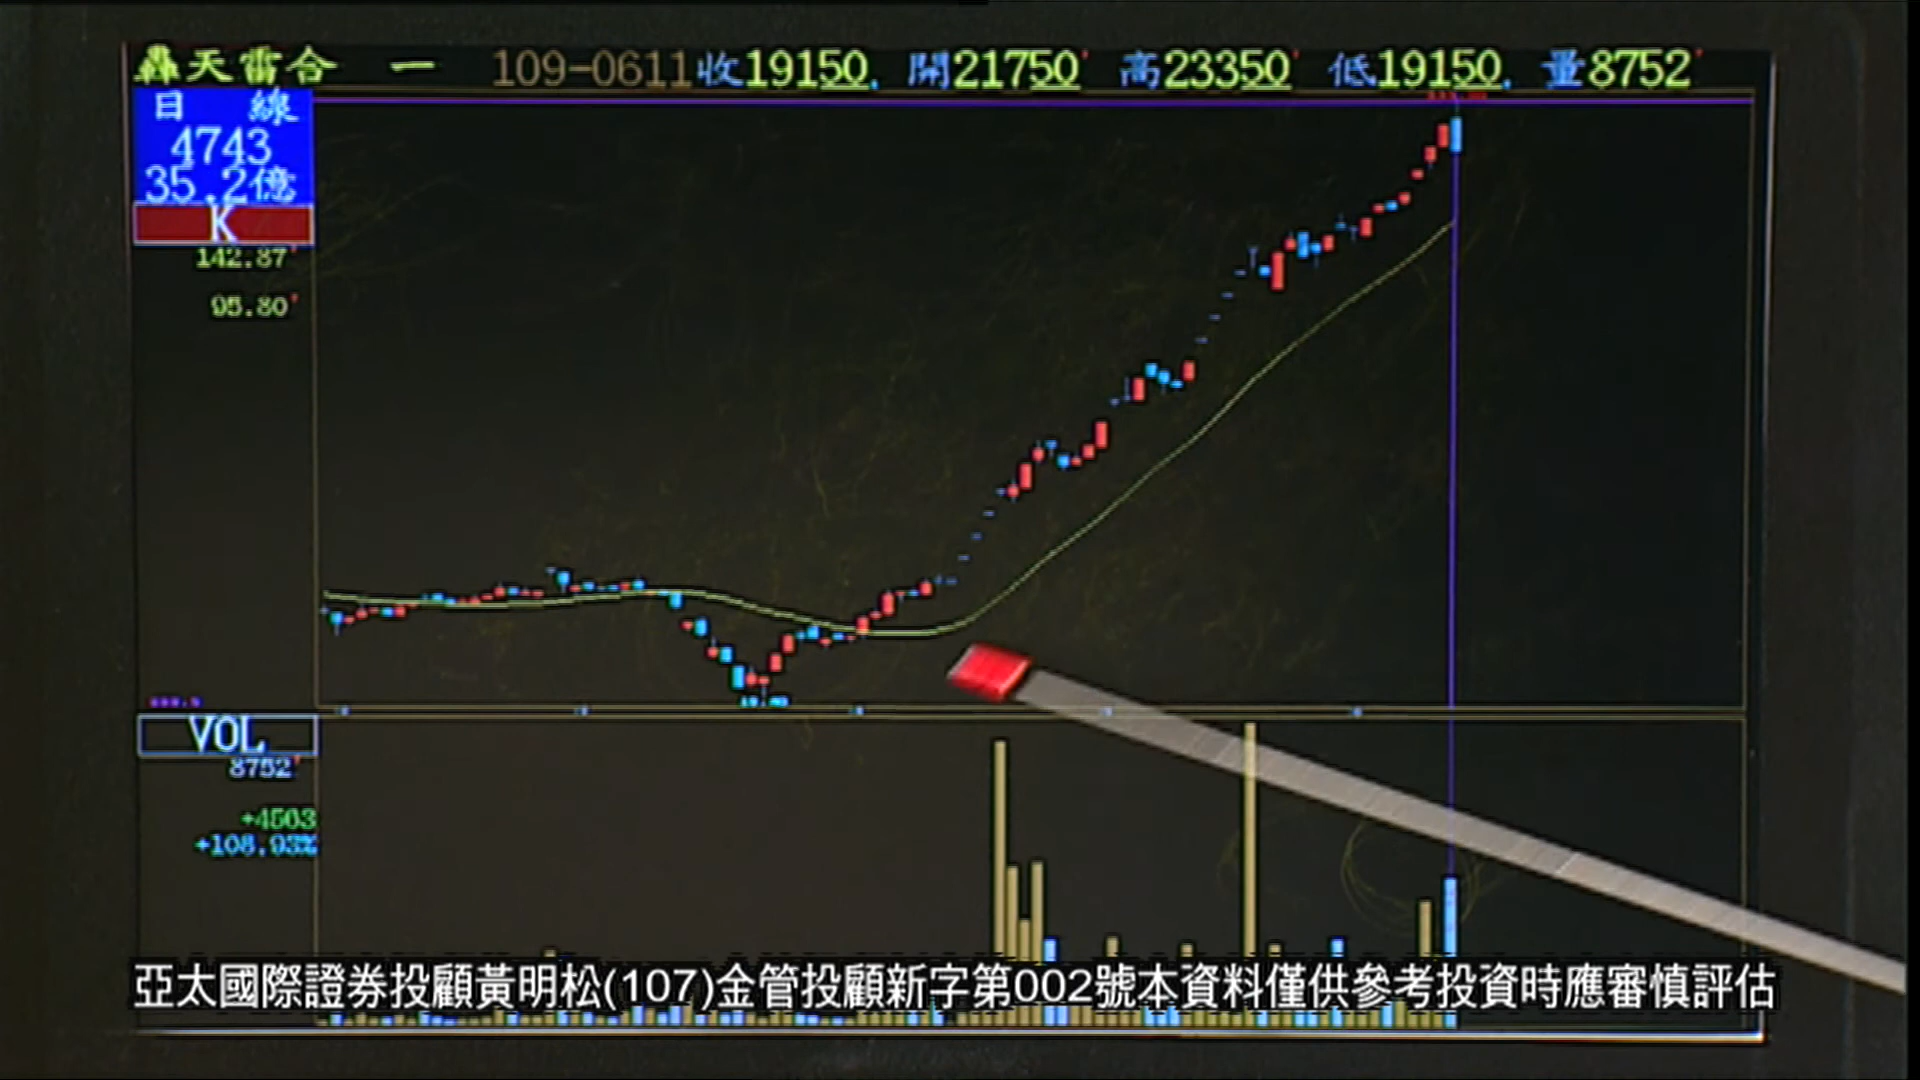 轟天雷合一 109-0611收19150 開21750 高23350 低19150 量8752
日 線
4743
35.2億
K
142.87
95.80
VOL
8752
+4503
+108.93%
亞太國際證券投顧黃明松(107)金管投顧新字第002號本資料僅供參考投資時應審慎評估